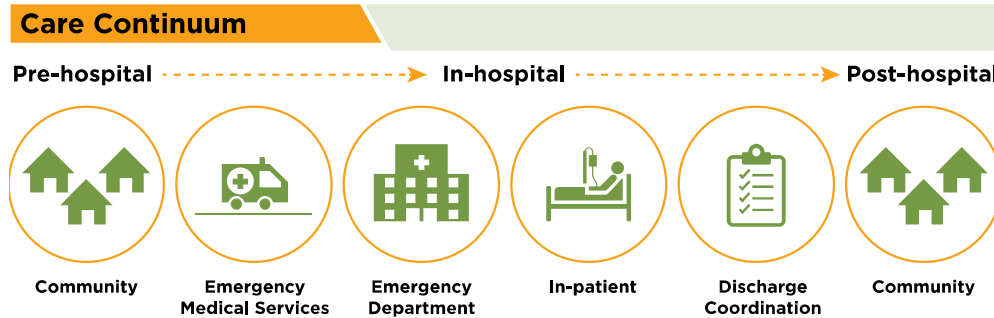 Care Continuum
Pre-hospital In-hospital Post-hospital
Community
Emergency
Medical Services
Emergency
Department
In-patient
Discharge
Coordination
Community